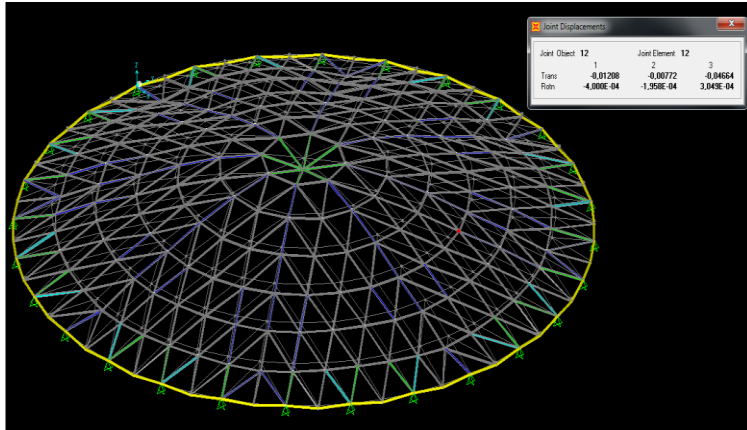 Joint Displacements
Joint Object 12 Joint Element 12
1 2 3
Trans -0,01208 -0,00772 -0,04664
Rotn -4,000E-04 -1,958E-04 3,049E-04